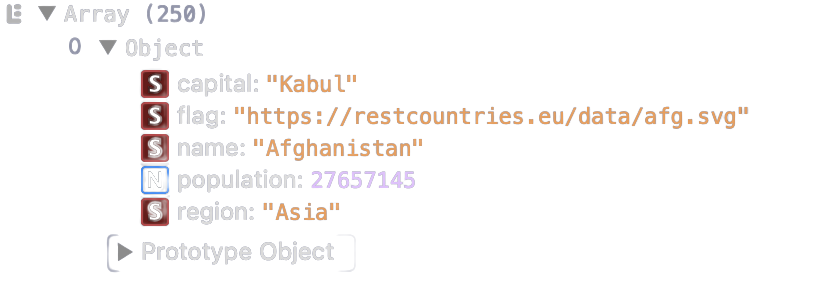 E Array (250)
0 Object
S capital: "Kabul"
S flag: "https://restcountries.eu/data/afg.svg"
S name: "Afghanistan"
N population: 27657145
S region: "Asia"
Prototype Object